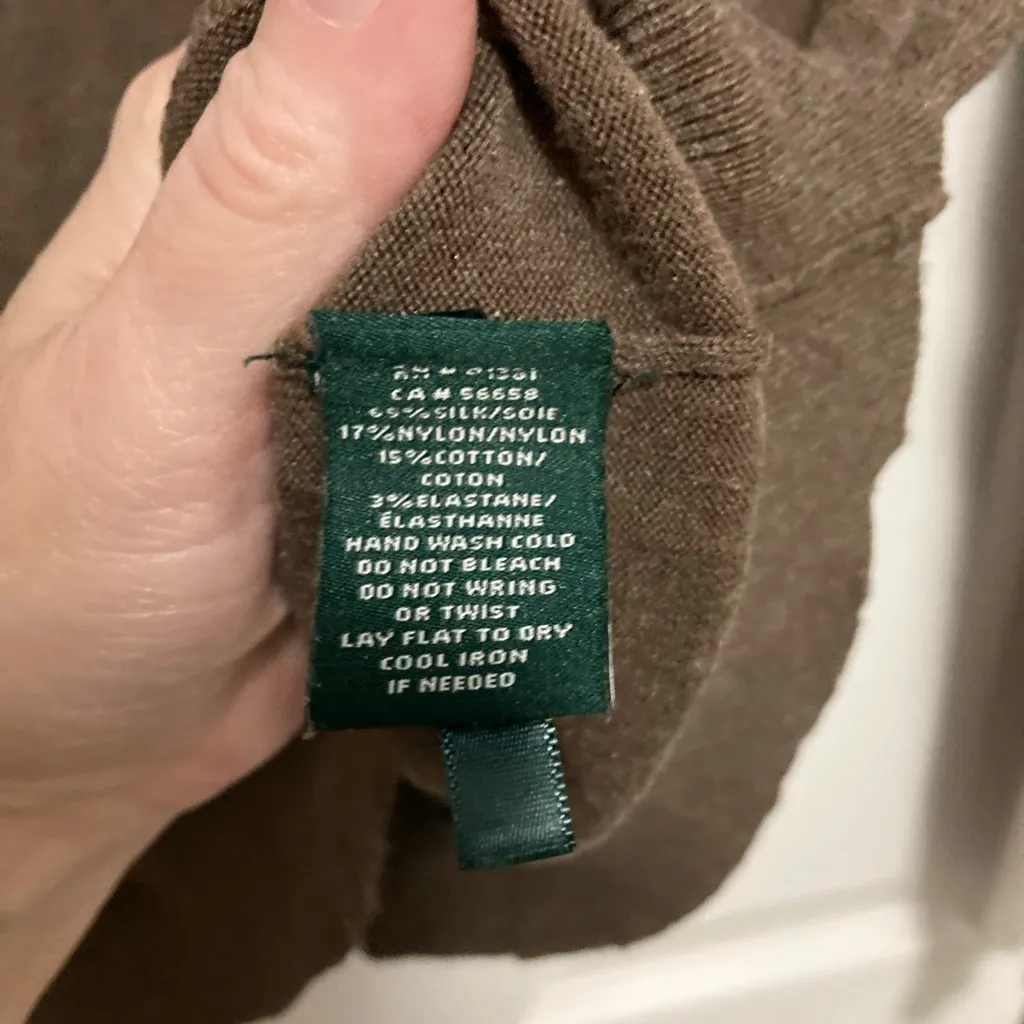 CA # 56658
65%SILK/SOIE
17%NYLON/NYLON
15%COTTON/
COTON
3%ELASTANE/
ÉLASTHANNE
HAND WASH COLD
DO NOT BLEACH
DO NOT WRING
OR TWIST
LAY FLAT TO DRY
COOL IRON
IF NEEDED